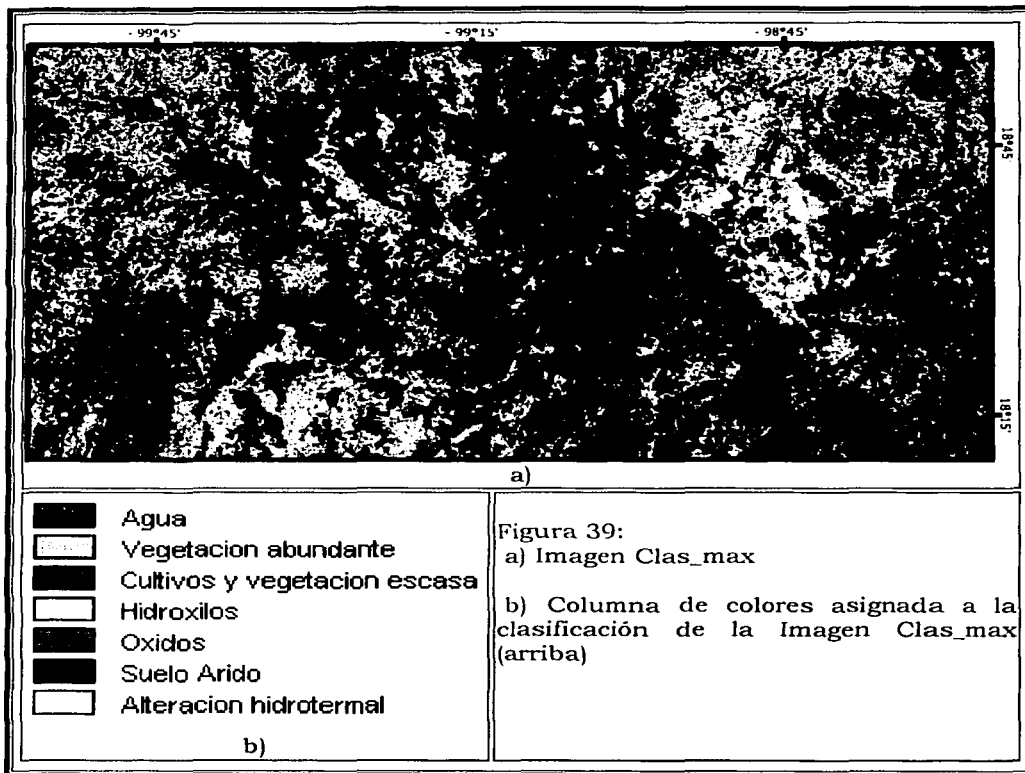 - 99°45' - 99°15' - 98°45'
18°45
18°15'
a)
Agua
Vegetacion abundante
Cultivos y vegetacion escasa
Hidroxilos
Oxidos
Suelo Arido
Alteracion hidrotermal
b)
Figura 39:
a) Imagen Clas_max
b) Columna de colores asignada a la
clasificación de la Imagen Clas_max
(arriba)